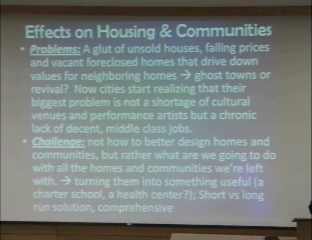 Effects on Housing & Communities
• Problems: A glut of unsold houses, falling prices
and vacant foreclosed homes that drive down
values for neighboring homes → ghost towns or
revival? Now cities start realizing that their
biggest problem is not a shortage of cultural
venues and performance artists but a chronic
lack of decent, middle class jobs.
• Challenge: not how to better design homes and
communities, but rather what are we going to do
with all the homes and communities we're left
with. → turning them into something useful (a
charter school, a health center?); Short vs long
run solution, comprehensive